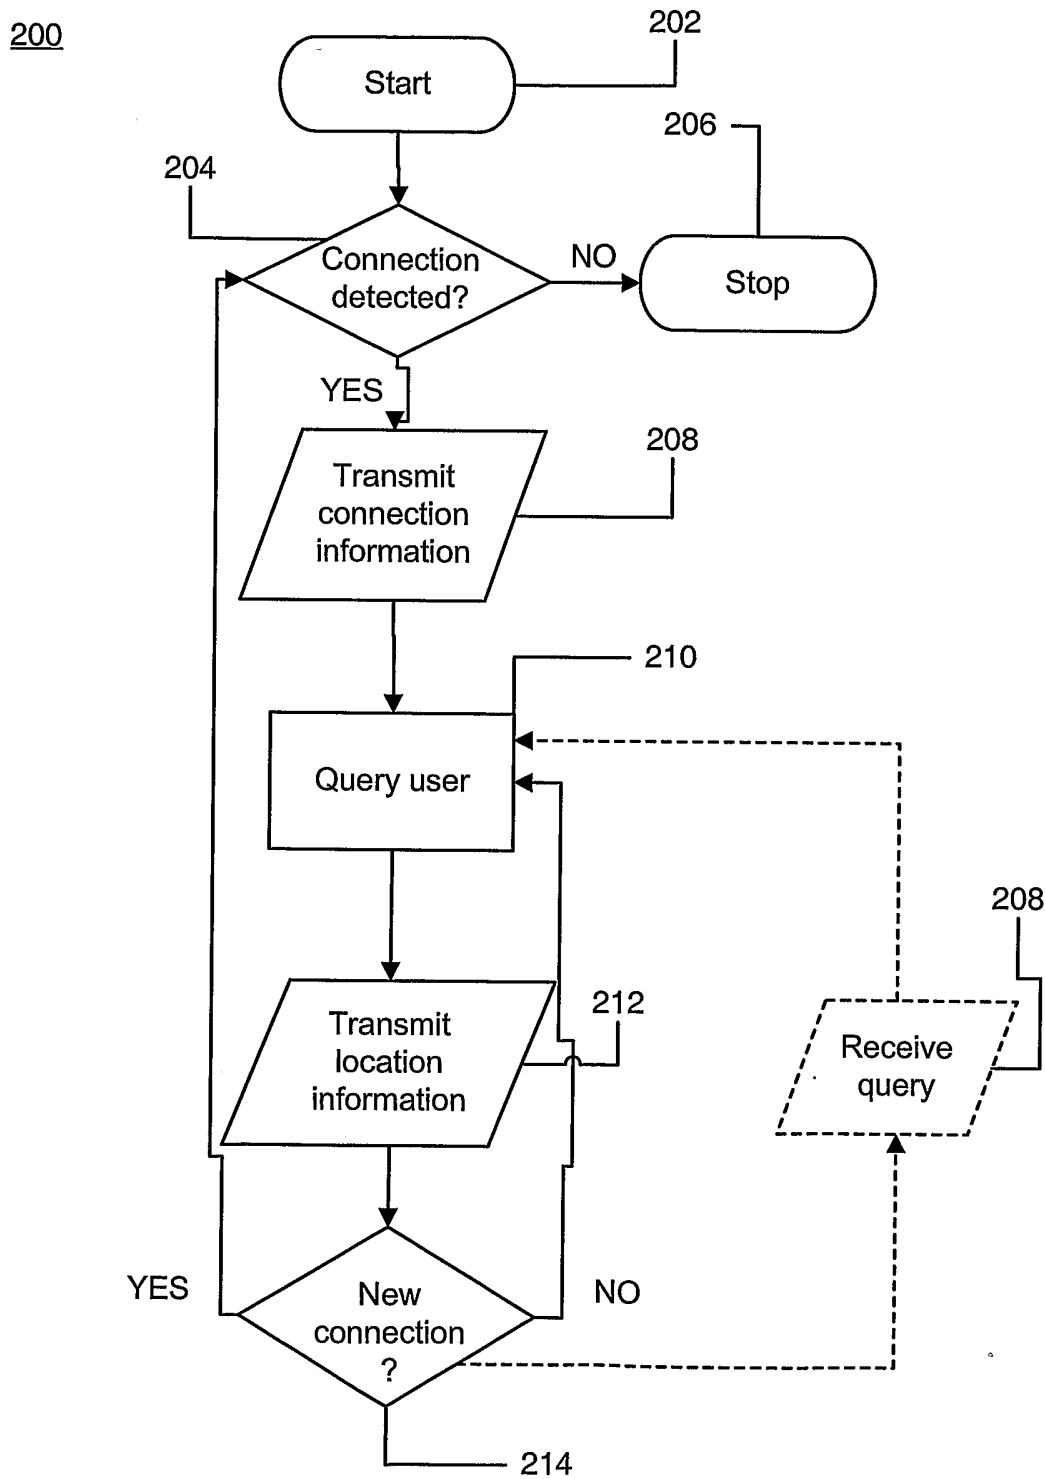 200
202
Start
206
204
Connection
detected?
NO
Stop
YES
208
Transmit
connection
information
210
Query user
208
212
Transmit
location
information
Receive
query
YES
New
connection
?
NO
214